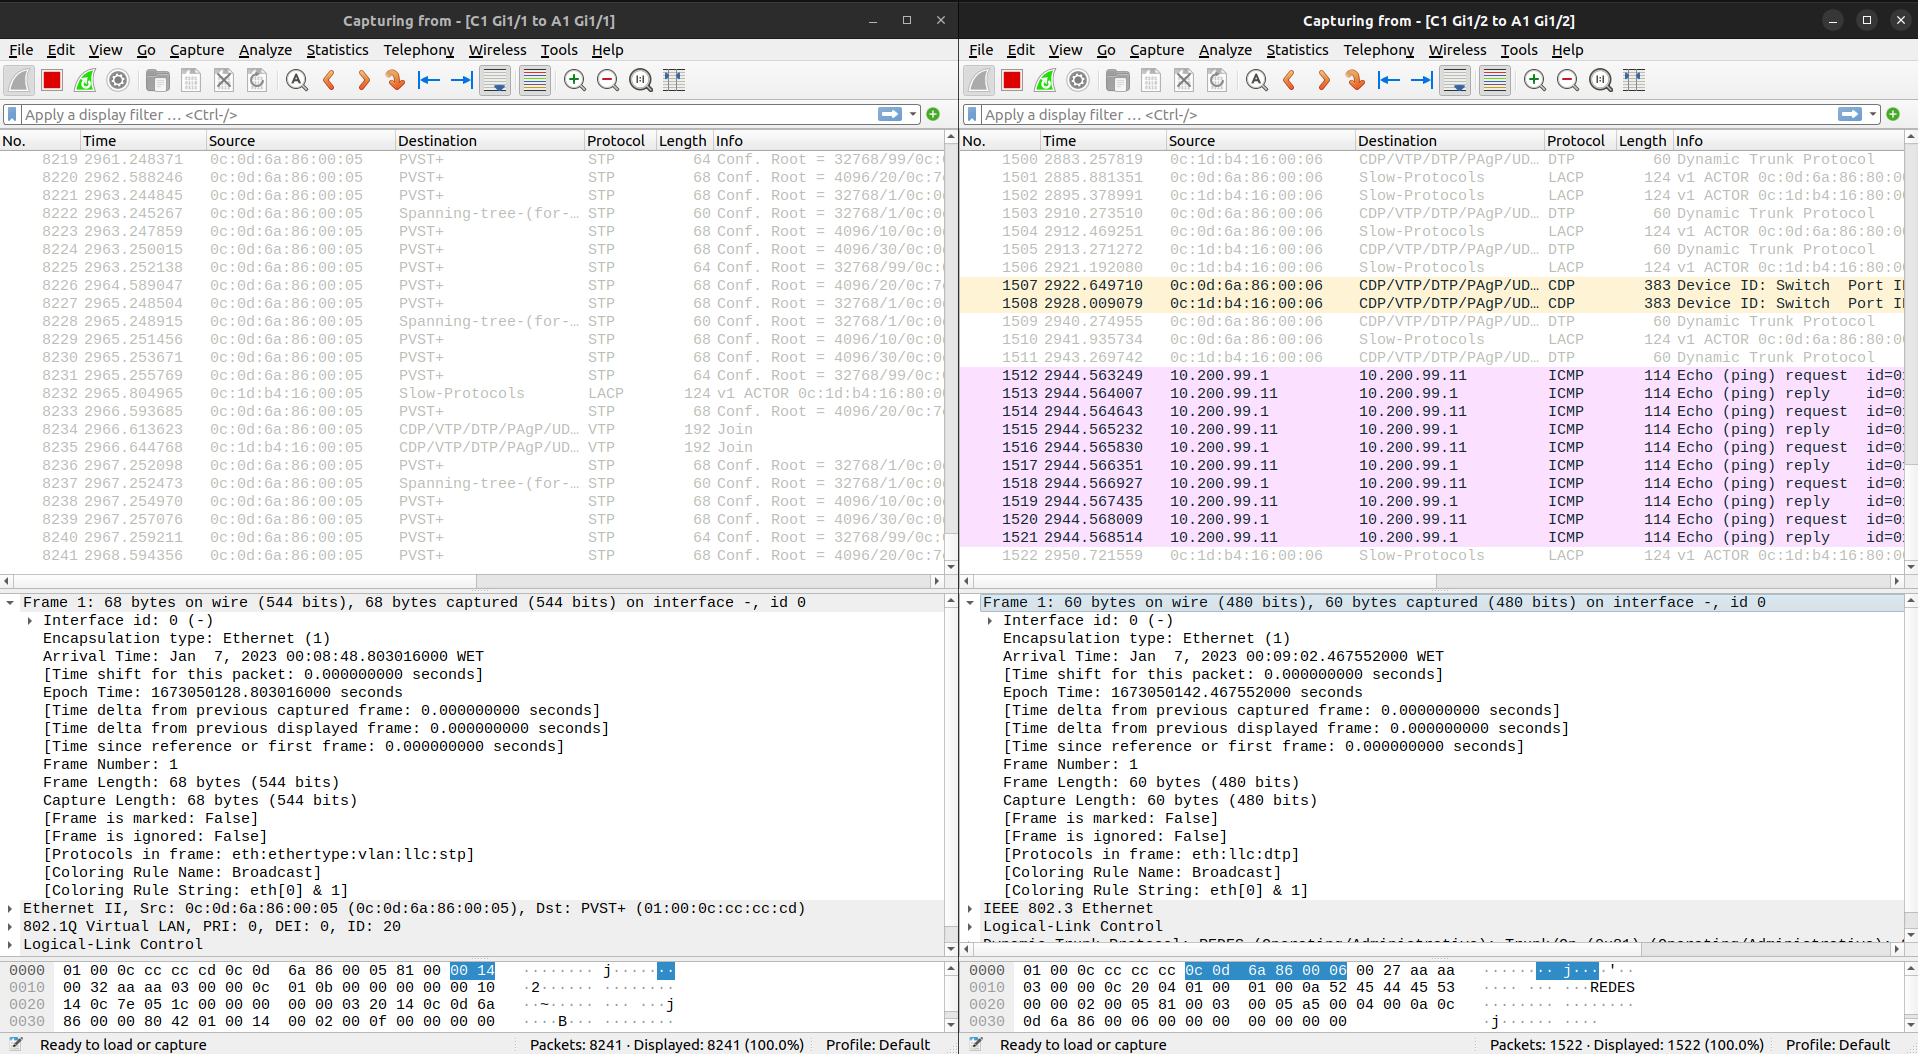 Capturing from - [C1 Gi1/1 to A1 Gi1/1]
File Edit View Go Capture Analyze Statistics Telephony Wireless Tools Help
Apply a display filter … <Ctrl-/>
No. Time Source Destination Protocol Length Info
8219 2961.248371 0c:0d:6a:86:00:05 PVST+ STP 64 Conf. Root = 32768/99/0c:
8220 2962.588246 0c:0d:6a:86:00:05 PVST+ STP 68 Conf. Root = 4096/20/0c:7
8221 2963.244845 0c:0d:6a:86:00:05 PVST+ STP 68 Conf. Root = 32768/1/0c:0
8222 2963.245267 0c:0d:6a:86:00:05 Spanning-tree-(for-… STP 60 Conf. Root = 32768/1/0c:0
8223 2963.247859 0c:0d:6a:86:00:05 PVST+ STP 68 Conf. Root = 4096/10/0c:0
8224 2963.250015 0c:0d:6a:86:00:05 PVST+ STP 68 Conf. Root = 4096/30/0c:0
8225 2963.252138 0c:0d:6a:86:00:05 PVST+ STP 64 Conf. Root = 32768/99/0c:
8226 2964.589047 0c:0d:6a:86:00:05 PVST+ STP 68 Conf. Root = 4096/20/0c:7
8227 2965.248504 0c:0d:6a:86:00:05 PVST+ STP 68 Conf. Root = 32768/1/0c:0
8228 2965.248915 0c:0d:6a:86:00:05 Spanning-tree-(for-… STP 60 Conf. Root = 32768/1/0c:0
8229 2965.251456 0c:0d:6a:86:00:05 PVST+ STP 68 Conf. Root = 4096/10/0c:0
8230 2965.253671 0c:0d:6a:86:00:05 PVST+ STP 68 Conf. Root = 4096/30/0c:0
8231 2965.255769 0c:0d:6a:86:00:05 PVST+ STP 64 Conf. Root = 32768/99/0c:
8232 2965.804965 0c:1d:b4:16:00:05 Slow-Protocols LACP 124 v1 ACTOR 0c:1d:b4:16:80:0
8233 2966.593685 0c:0d:6a:86:00:05 PVST+ STP 68 Conf. Root = 4096/20/0c:7
8234 2966.613623 0c:0d:6a:86:00:05 CDP/VTP/DTP/PAgP/UD… VTP 192 Join
8235 2966.644768 0c:1d:b4:16:00:05 CDP/VTP/DTP/PAgP/UD… VTP 192 Join
8236 2967.252098 0c:0d:6a:86:00:05 PVST+ STP 68 Conf. Root = 32768/1/0c:0
8237 2967.252473 0c:0d:6a:86:00:05 Spanning-tree-(for-… STP 60 Conf. Root = 32768/1/0c:0
8238 2967.254970 0c:0d:6a:86:00:05 PVST+ STP 68 Conf. Root = 4096/10/0c:0
8239 2967.257076 0c:0d:6a:86:00:05 PVST+ STP 68 Conf. Root = 4096/30/0c:0
8240 2967.259211 0c:0d:6a:86:00:05 PVST+ STP 64 Conf. Root = 32768/99/0c:
8241 2968.594356 0c:0d:6a:86:00:05 PVST+ STP 68 Conf. Root = 4096/20/0c:7
Frame 1: 68 bytes on wire (544 bits), 68 bytes captured (544 bits) on interface -, id 0
Interface id: 0 (-)
Encapsulation type: Ethernet (1)
Arrival Time: Jan  7, 2023 00:08:48.803016000 WET
[Time shift for this packet: 0.000000000 seconds]
Epoch Time: 1673050128.803016000 seconds
[Time delta from previous captured frame: 0.000000000 seconds]
[Time delta from previous displayed frame: 0.000000000 seconds]
[Time since reference or first frame: 0.000000000 seconds]
Frame Number: 1
Frame Length: 68 bytes (544 bits)
Capture Length: 68 bytes (544 bits)
[Frame is marked: False]
[Frame is ignored: False]
[Protocols in frame: eth:ethertype:vlan:llc:stp]
[Coloring Rule Name: Broadcast]
[Coloring Rule String: eth[0] & 1]
Ethernet II, Src: 0c:0d:6a:86:00:05 (0c:0d:6a:86:00:05), Dst: PVST+ (01:00:0c:cc:cc:cd)
802.1Q Virtual LAN, PRI: 0, DEI: 0, ID: 20
Logical-Link Control
0000 01 00 0c cc cc cd 0c 0d 6a 86 00 05 81 00 00 14 ········ j·······
0010 00 32 aa aa 03 00 00 0c 01 0b 00 00 00 00 00 10 ·2······ ········
0020 14 0c 7e 05 1c 00 00 00 00 00 03 20 14 0c 0d 6a ··~····· ··· ···j
0030 86 00 00 80 42 01 00 14 00 02 00 0f 00 00 00 00 ····B··· ········
Ready to load or capture
Packets: 8241 · Displayed: 8241 (100.0%)
Profile: Default
Capturing from - [C1 Gi1/2 to A1 Gi1/2]
File Edit View Go Capture Analyze Statistics Telephony Wireless Tools Help
Apply a display filter … <Ctrl-/>
No. Time Source Destination Protocol Length Info
1500 2883.257819 0c:1d:b4:16:00:06 CDP/VTP/DTP/PAgP/UD… DTP 60 Dynamic Trunk Protocol
1501 2885.881351 0c:0d:6a:86:00:06 Slow-Protocols LACP 124 v1 ACTOR 0c:0d:6a:86:80:0
1502 2895.378991 0c:1d:b4:16:00:06 Slow-Protocols LACP 124 v1 ACTOR 0c:1d:b4:16:80:0
1503 2910.273510 0c:0d:6a:86:00:06 CDP/VTP/DTP/PAgP/UD… DTP 60 Dynamic Trunk Protocol
1504 2912.469251 0c:0d:6a:86:00:06 Slow-Protocols LACP 124 v1 ACTOR 0c:0d:6a:86:80:0
1505 2913.271272 0c:1d:b4:16:00:06 CDP/VTP/DTP/PAgP/UD… DTP 60 Dynamic Trunk Protocol
1506 2921.192080 0c:1d:b4:16:00:06 Slow-Protocols LACP 124 v1 ACTOR 0c:1d:b4:16:80:0
1507 2922.649710 0c:0d:6a:86:00:06 CDP/VTP/DTP/PAgP/UD… CDP 383 Device ID: Switch  Port I
1508 2928.009079 0c:1d:b4:16:00:06 CDP/VTP/DTP/PAgP/UD… CDP 383 Device ID: Switch  Port I
1509 2940.274955 0c:0d:6a:86:00:06 CDP/VTP/DTP/PAgP/UD… DTP 60 Dynamic Trunk Protocol
1510 2941.935734 0c:0d:6a:86:00:06 Slow-Protocols LACP 124 v1 ACTOR 0c:0d:6a:86:80:0
1511 2943.269742 0c:1d:b4:16:00:06 CDP/VTP/DTP/PAgP/UD… DTP 60 Dynamic Trunk Protocol
1512 2944.563249 10.200.99.1 10.200.99.11 ICMP 114 Echo (ping) request  id=0
1513 2944.564007 10.200.99.11 10.200.99.1 ICMP 114 Echo (ping) reply    id=0
1514 2944.564643 10.200.99.1 10.200.99.11 ICMP 114 Echo (ping) request  id=0
1515 2944.565232 10.200.99.11 10.200.99.1 ICMP 114 Echo (ping) reply    id=0
1516 2944.565830 10.200.99.1 10.200.99.11 ICMP 114 Echo (ping) request  id=0
1517 2944.566351 10.200.99.11 10.200.99.1 ICMP 114 Echo (ping) reply    id=0
1518 2944.566927 10.200.99.1 10.200.99.11 ICMP 114 Echo (ping) request  id=0
1519 2944.567435 10.200.99.11 10.200.99.1 ICMP 114 Echo (ping) reply    id=0
1520 2944.568009 10.200.99.1 10.200.99.11 ICMP 114 Echo (ping) request  id=0
1521 2944.568514 10.200.99.11 10.200.99.1 ICMP 114 Echo (ping) reply    id=0
1522 2950.721559 0c:1d:b4:16:00:06 Slow-Protocols LACP 124 v1 ACTOR 0c:1d:b4:16:80:0
Frame 1: 60 bytes on wire (480 bits), 60 bytes captured (480 bits) on interface -, id 0
Interface id: 0 (-)
Encapsulation type: Ethernet (1)
Arrival Time: Jan  7, 2023 00:09:02.467552000 WET
[Time shift for this packet: 0.000000000 seconds]
Epoch Time: 1673050142.467552000 seconds
[Time delta from previous captured frame: 0.000000000 seconds]
[Time delta from previous displayed frame: 0.000000000 seconds]
[Time since reference or first frame: 0.000000000 seconds]
Frame Number: 1
Frame Length: 60 bytes (480 bits)
Capture Length: 60 bytes (480 bits)
[Frame is marked: False]
[Frame is ignored: False]
[Protocols in frame: eth:llc:dtp]
[Coloring Rule Name: Broadcast]
[Coloring Rule String: eth[0] & 1]
IEEE 802.3 Ethernet
Logical-Link Control
Dynamic Trunk Protocol: REDES (Operating/Administrative): Trunk/On (0x81) (Operating/Administrative):
0000 01 00 0c cc cc cc 0c 0d 6a 86 00 06 00 27 aa aa ········ j····'··
0010 03 00 00 0c 20 04 01 00 01 00 0a 52 45 44 45 53 ···· ··· ···REDES
0020 00 00 02 00 05 81 00 03 00 05 a5 00 04 00 0a 0c ········ ········
0030 0d 6a 86 00 06 00 00 00 00 00 00 00 ·j······ ····
Ready to load or capture
Packets: 1522 · Displayed: 1522 (100.0%)
Profile: Default